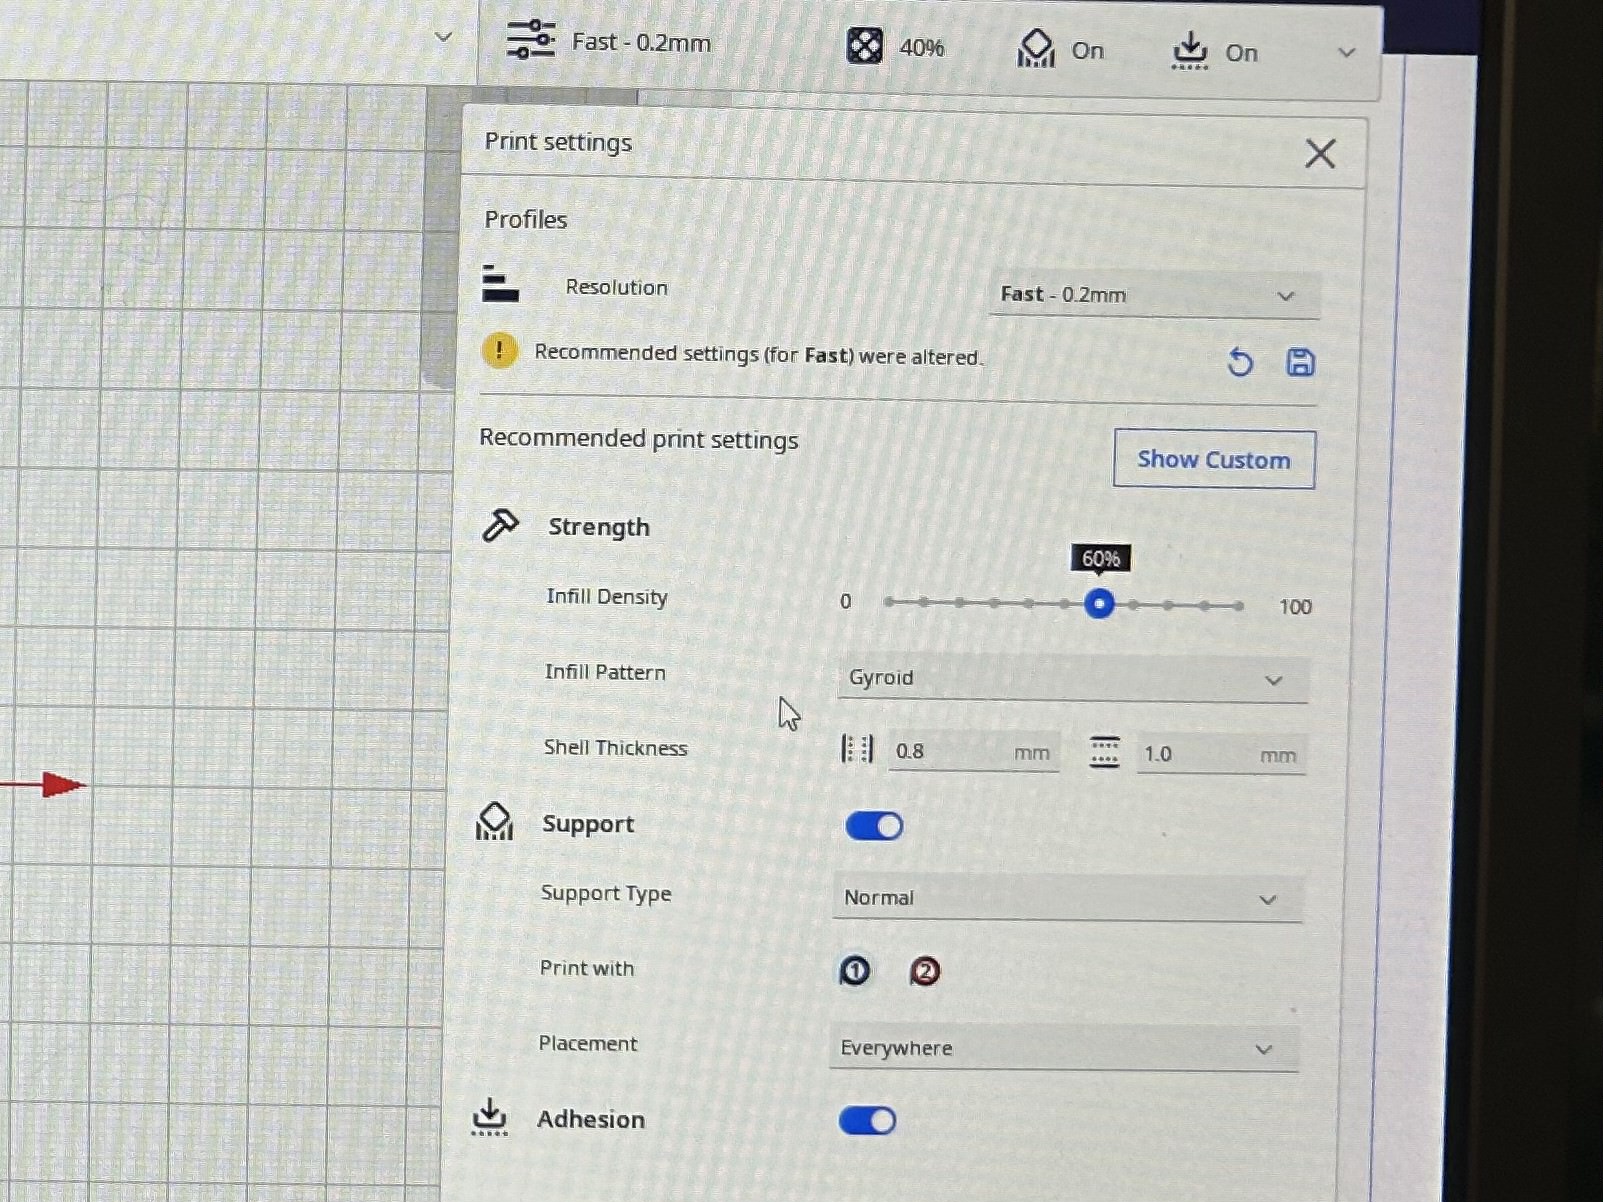 Fast - 0.2mm 40% On On
Print settings
Profiles
Resolution Fast - 0.2mm
! Recommended settings (for Fast) were altered.
Recommended print settings Show Custom
Strength
60%
Infill Density 0 100
Infill Pattern Gyroid
Shell Thickness 0.8 mm 1.0 mm
Support
Support Type Normal
Print with 1 2
Placement Everywhere
Adhesion